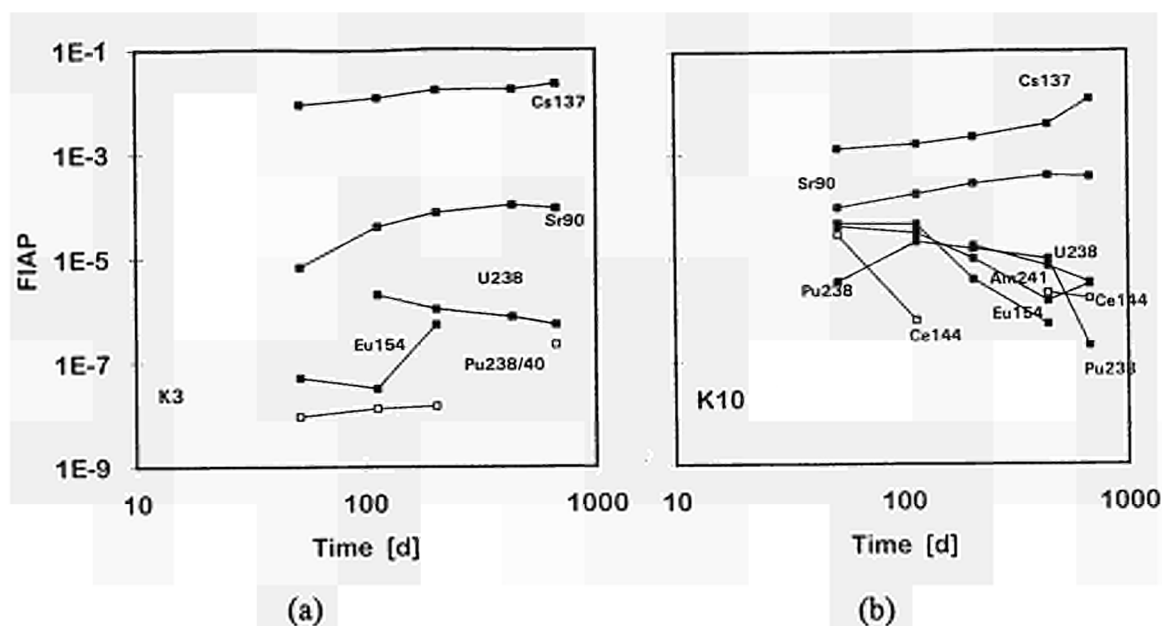 1E-1
1E-3
1E-5
1E-7
1E-9
FIAP
Cs137
Sr90
U238
Eu154
Pu238/40
K3
10
100
1000
Time [d]
(a)
Cs137
Sr90
U238
Am241
Pu238
Eu154
Ce144
Ce144
Pu238
K10
10
100
1000
Time [d]
(b)